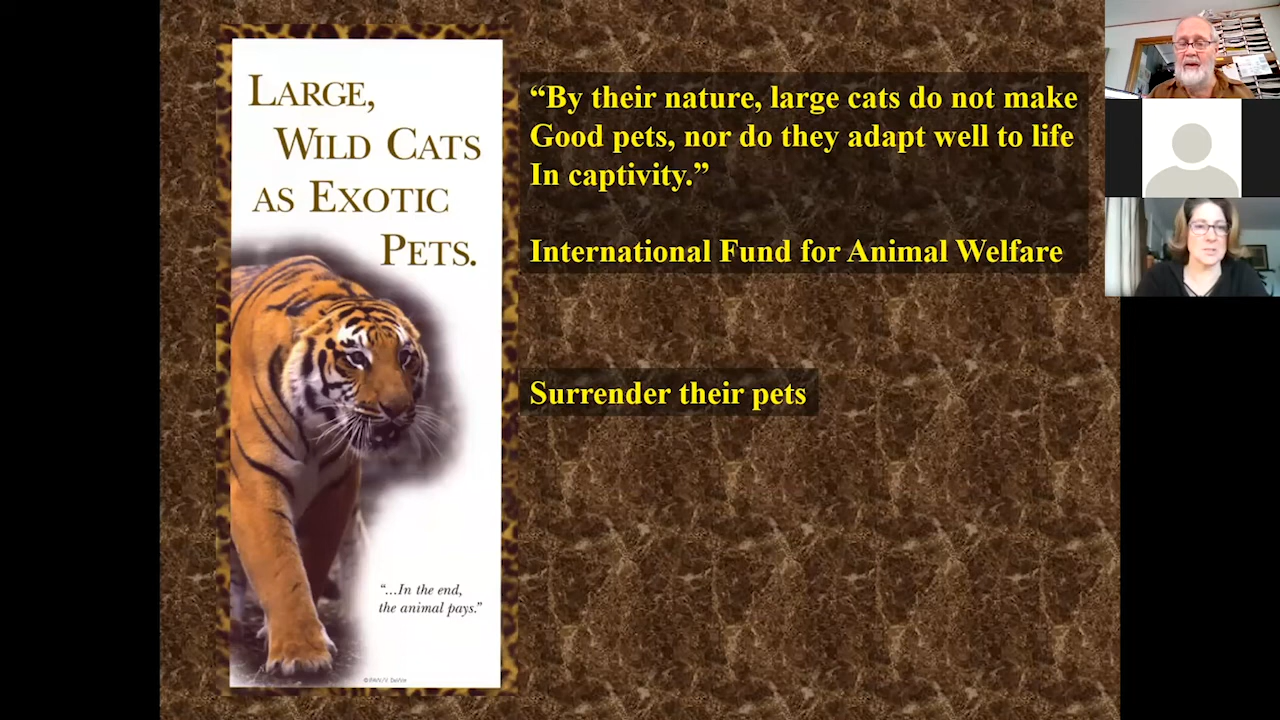 LARGE,
WILD CATS
AS EXOTIC
PETS.
“...In the end,
the animal pays.”
“By their nature, large cats do not make
Good pets, nor do they adapt well to life
In captivity.”
International Fund for Animal Welfare
Surrender their pets